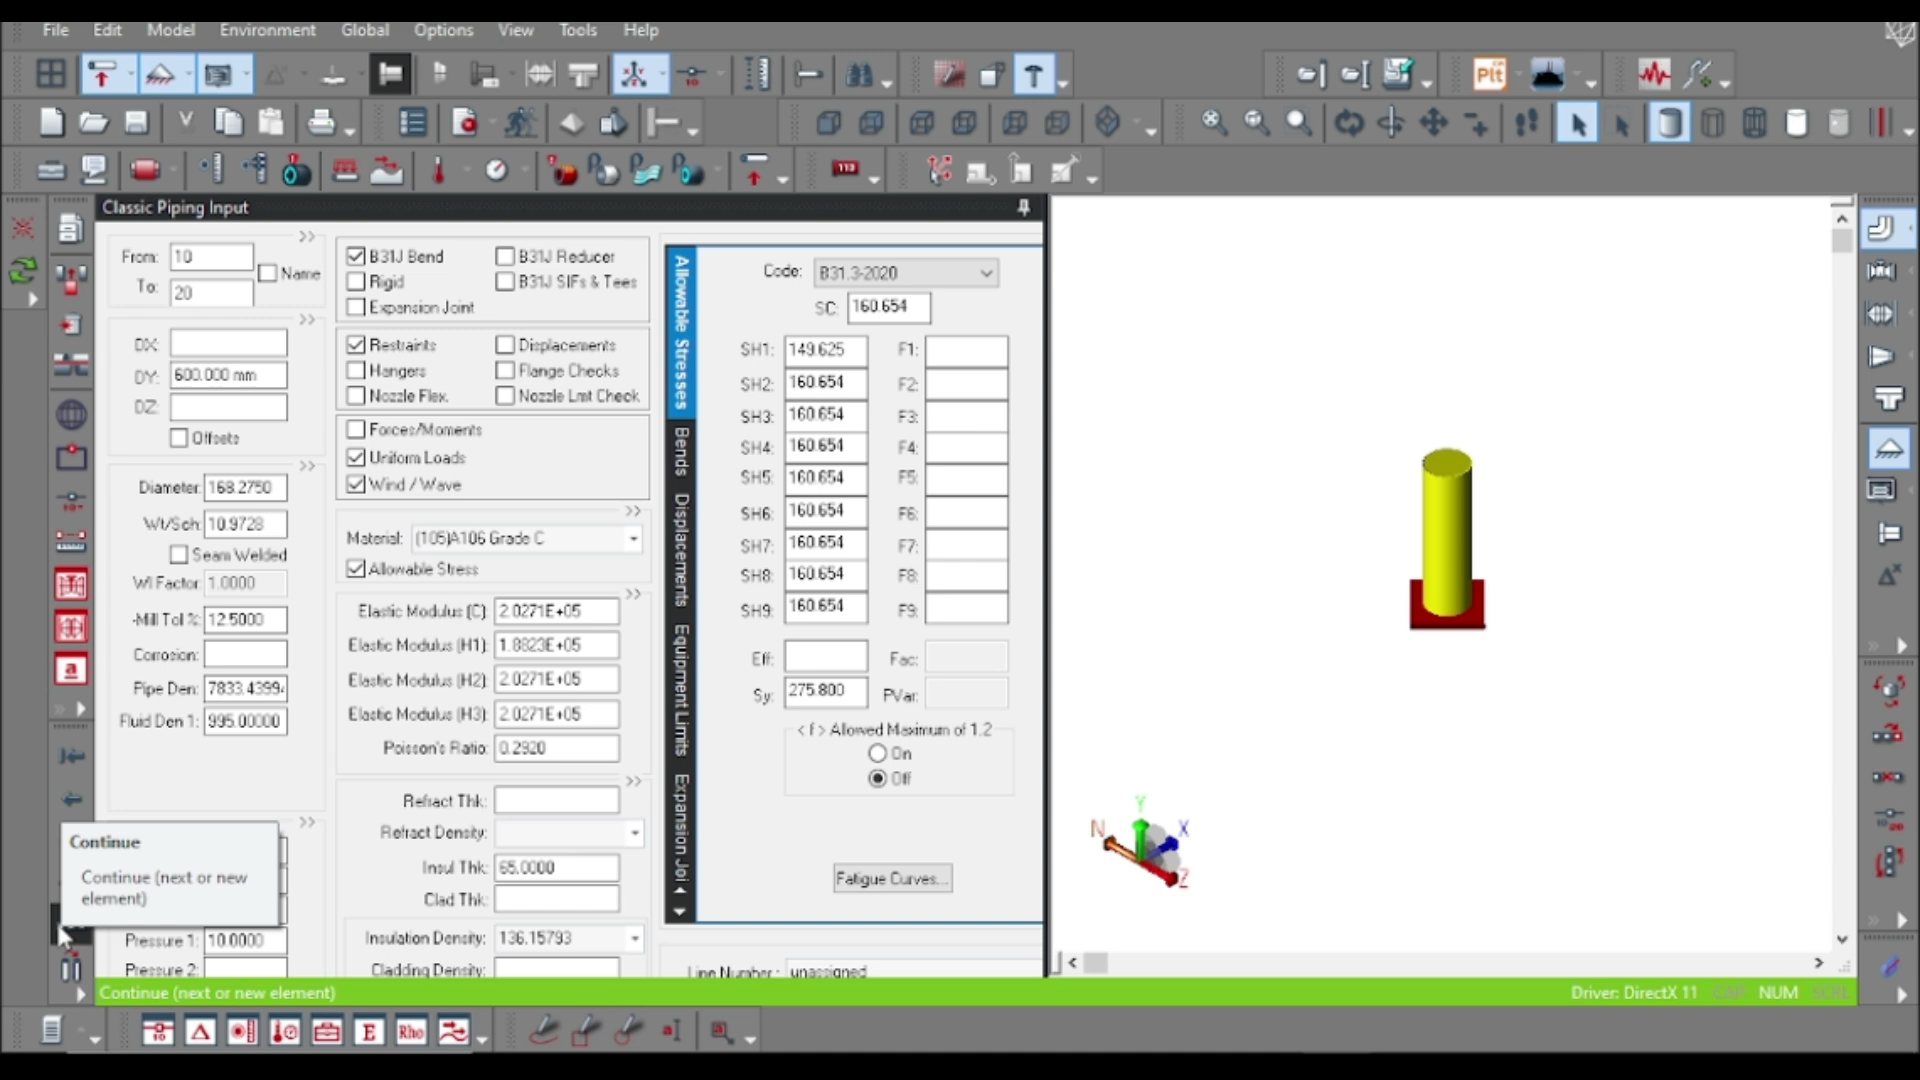 File Edit Model Environment Global Options View Tools Help
Plt
113
Classic Piping Input
From: 10
To: 20
Name
DX:
DY: 600.000 mm
DZ:
Offsets
Diameter: 168.2750
Wt/Sch: 10.9728
Seam Welded
WI Factor: 1.0000
-Mill Tol %: 12.5000
Corrosion:
Pipe Den: 7833.4399
Fluid Den 1: 995.00000
Continue
Continue (next or new
element)
Pressure 1: 10.0000
Pressure 2:
B31J Bend B31J Reducer
Rigid B31J SIFs & Tees
Expansion Joint
Restraints Displacements
Hangers Flange Checks
Nozzle Flex. Nozzle Lmt Check
Forces/Moments
Uniform Loads
Wind / Wave
Material: (105)A106 Grade C
Allowable Stress
Elastic Modulus (C): 2.0271E+05
Elastic Modulus (H1): 1.8823E+05
Elastic Modulus (H2): 2.0271E+05
Elastic Modulus (H3): 2.0271E+05
Poisson's Ratio: 0.2920
Refract Thk:
Refract Density:
Insul Thk: 65.0000
Clad Thk:
Insulation Density: 136.15793
Cladding Density:
Allowable Stresses
Bends
Displacements
Equipment Limits
Expansion Joi
Code: B31.3-2020
SC: 160.654
SH1: 149.625 F1:
SH2: 160.654 F2:
SH3: 160.654 F3:
SH4: 160.654 F4:
SH5: 160.654 F5:
SH6: 160.654 F6:
SH7: 160.654 F7:
SH8: 160.654 F8:
SH9: 160.654 F9:
Eff: Fac:
Sy: 275.800 PVar:
< f > Allowed Maximum of 1.2
On
Off
Fatigue Curves...
Line Number : unassigned
Y
N X
Z
Continue (next or new element)
Driver: DirectX 11 CAP NUM SCRL
E Rho